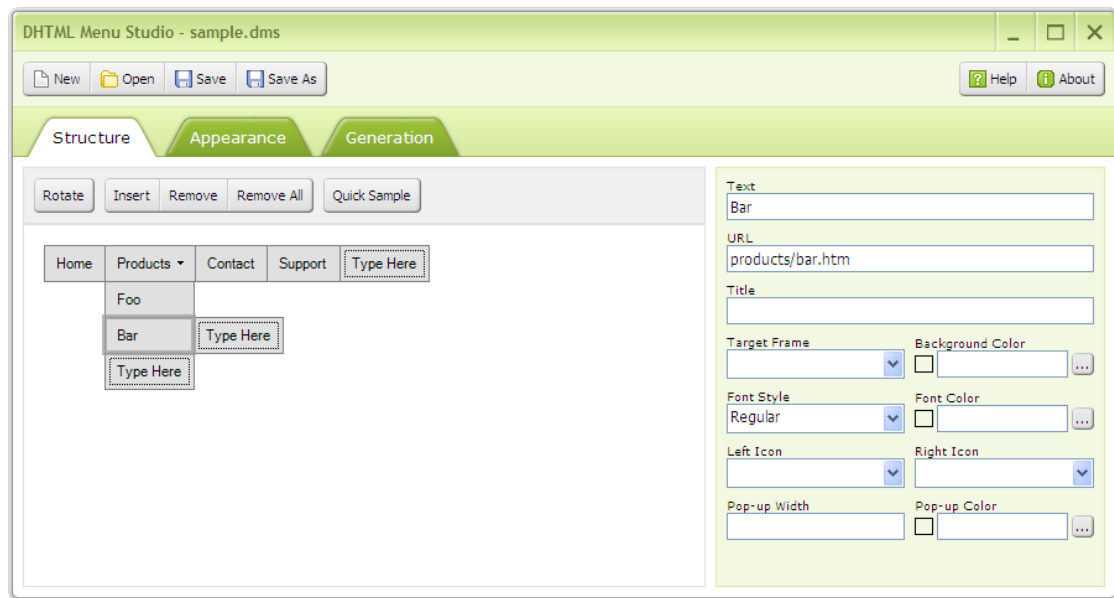 DHTML Menu Studio - sample.dms
New Open Save Save As Help About
Structure Appearance Generation
Rotate Insert Remove Remove All Quick Sample
Home Products Contact Support Type Here
Foo
Bar Type Here
Type Here
Text
Bar
URL
products/bar.htm
Title
Target Frame Background Color
...
Font Style Font Color
Regular ...
Left Icon Right Icon
Pop-up Width Pop-up Color
...